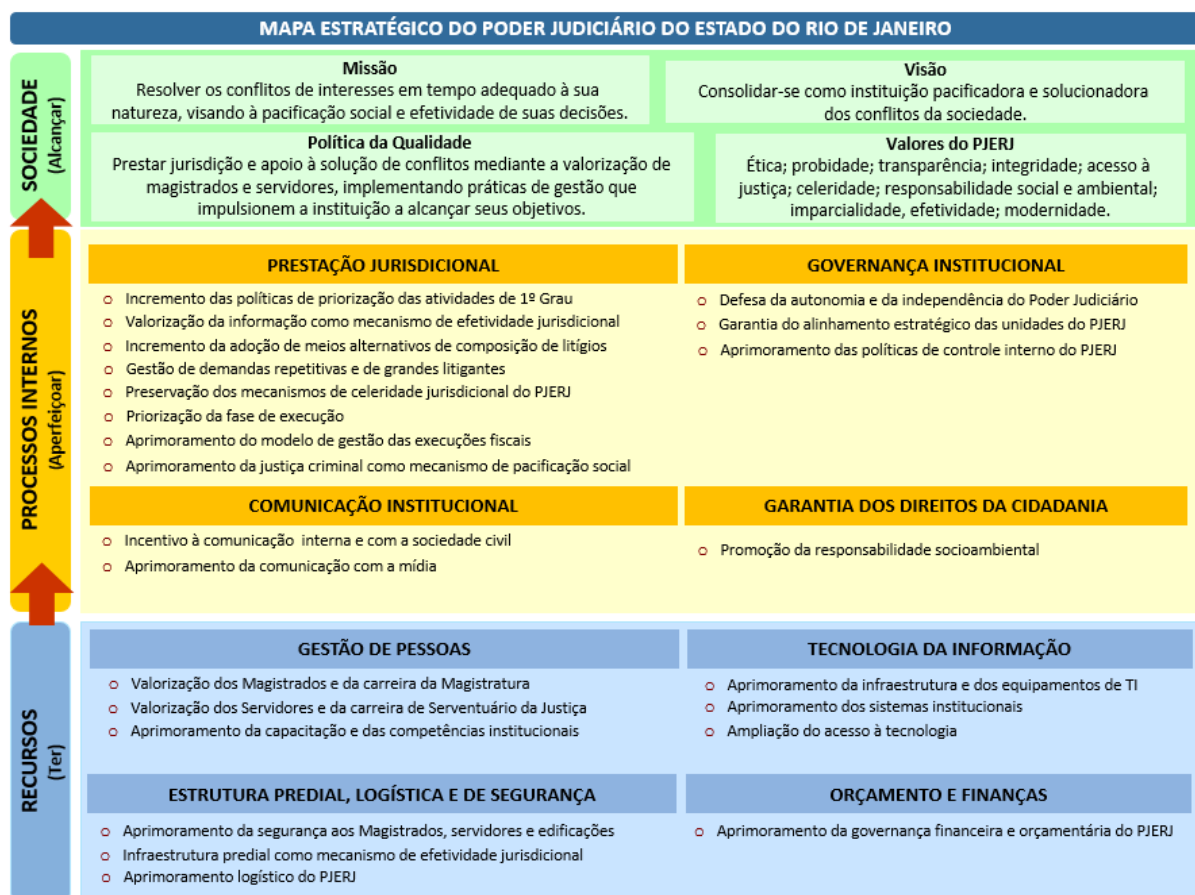 MAPA ESTRATÉGICO DO PODER JUDICIÁRIO DO ESTADO DO RIO DE JANEIRO
SOCIEDADE
(Alcançar)
Missão
Resolver os conflitos de interesses em tempo adequado à sua
natureza, visando à pacificação social e efetividade de suas decisões.
Visão
Consolidar-se como instituição pacificadora e solucionadora
dos conflitos da sociedade.
Política da Qualidade
Prestar jurisdição e apoio à solução de conflitos mediante a valorização de
magistrados e servidores, implementando práticas de gestão que
impulsionem a instituição a alcançar seus objetivos.
Valores do PJERJ
Ética; probidade; transparência; integridade; acesso à
justiça; celeridade; responsabilidade social e ambiental;
imparcialidade, efetividade; modernidade.
PROCESSOS INTERNOS
(Aperfeiçoar)
PRESTAÇÃO JURISDICIONAL
Incremento das políticas de priorização das atividades de 1º Grau
Valorização da informação como mecanismo de efetividade jurisdicional
Incremento da adoção de meios alternativos de composição de litígios
Gestão de demandas repetitivas e de grandes litigantes
Preservação dos mecanismos de celeridade jurisdicional do PJERJ
Priorização da fase de execução
Aprimoramento do modelo de gestão das execuções fiscais
Aprimoramento da justiça criminal como mecanismo de pacificação social
GOVERNANÇA INSTITUCIONAL
Defesa da autonomia e da independência do Poder Judiciário
Garantia do alinhamento estratégico das unidades do PJERJ
Aprimoramento das políticas de controle interno do PJERJ
COMUNICAÇÃO INSTITUCIONAL
Incentivo à comunicação interna e com a sociedade civil
Aprimoramento da comunicação com a mídia
GARANTIA DOS DIREITOS DA CIDADANIA
Promoção da responsabilidade socioambiental
RECURSOS
(Ter)
GESTÃO DE PESSOAS
Valorização dos Magistrados e da carreira da Magistratura
Valorização dos Servidores e da carreira de Serventuário da Justiça
Aprimoramento da capacitação e das competências institucionais
TECNOLOGIA DA INFORMAÇÃO
Aprimoramento da infraestrutura e dos equipamentos de TI
Aprimoramento dos sistemas institucionais
Ampliação do acesso à tecnologia
ESTRUTURA PREDIAL, LOGÍSTICA E DE SEGURANÇA
Aprimoramento da segurança aos Magistrados, servidores e edificações
Infraestrutura predial como mecanismo de efetividade jurisdicional
Aprimoramento logístico do PJERJ
ORÇAMENTO E FINANÇAS
Aprimoramento da governança financeira e orçamentária do PJERJ